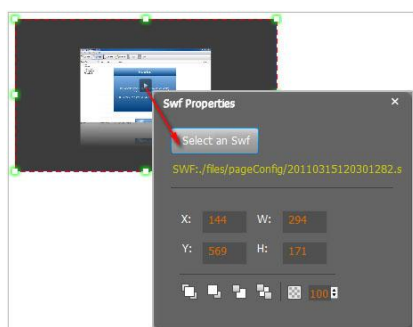 Swf Properties ×
Select an Swf
SWF:./files/pageConfig/20110315120301282.s
X: 144 W: 294
Y: 569 H: 171
100